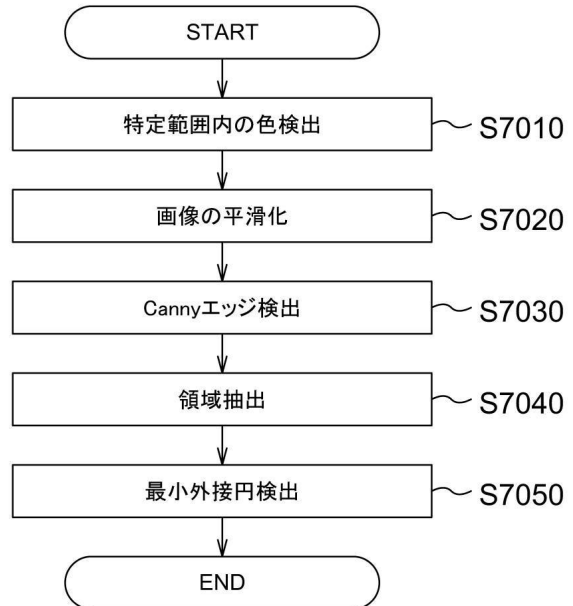 START
特定範囲内の色検出
S7010
画像の平滑化
S7020
Cannyエッジ検出
S7030
領域抽出
S7040
最小外接円検出
S7050
END